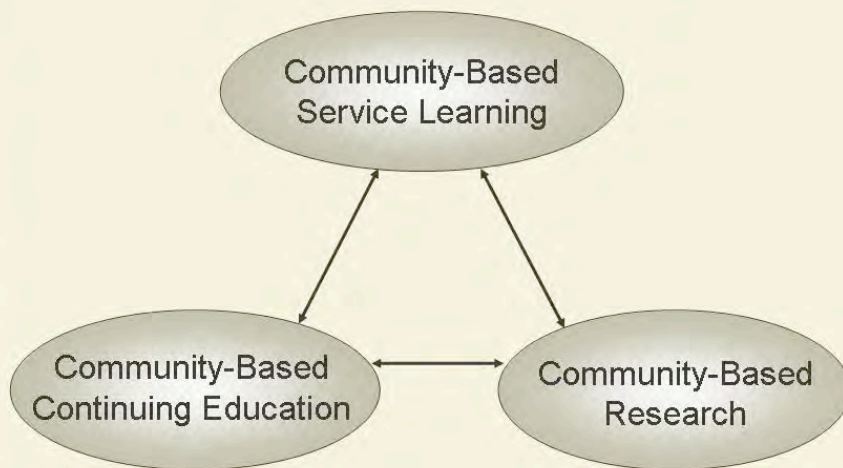 Community-Based
Service Learning
Community-Based
Continuing Education
Community-Based
Research